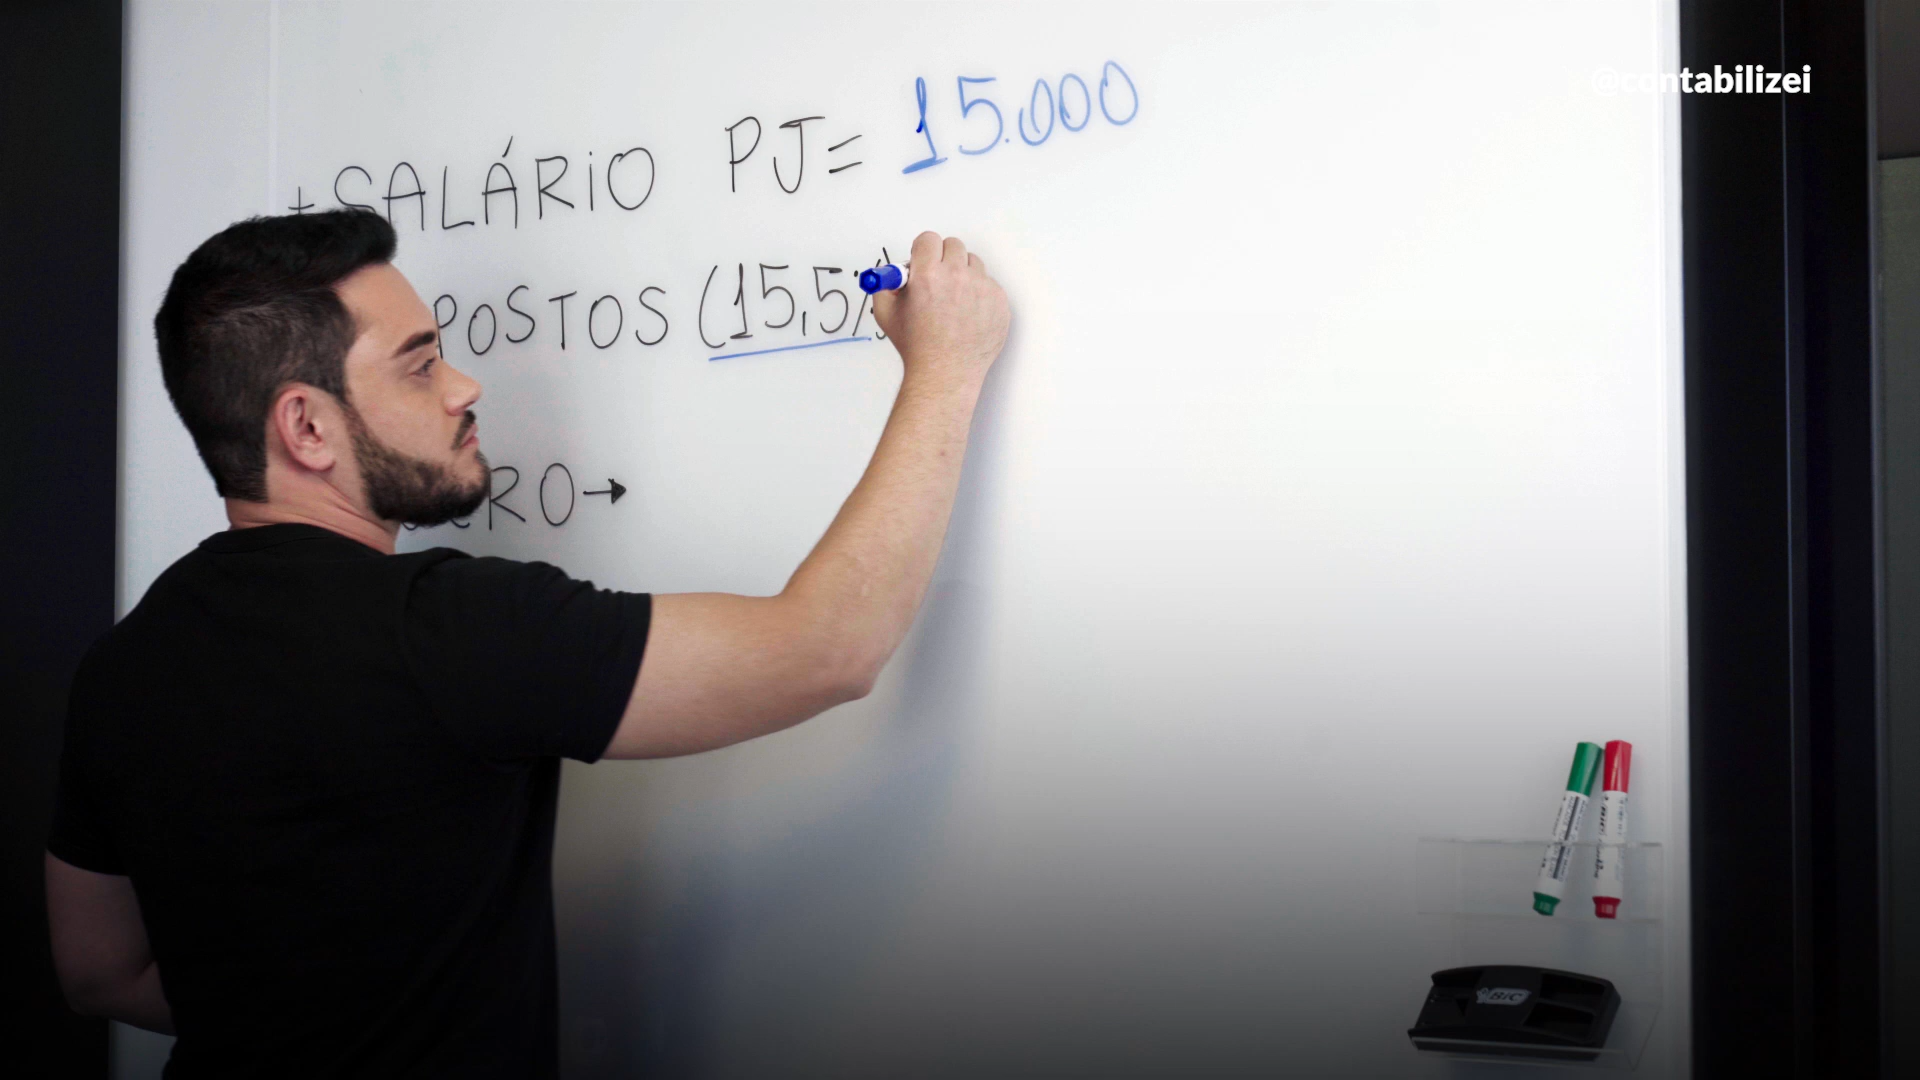 @contabilizei
+SALÁRIO PJ= 15.000
POSTOS (15,5%)
RO→
BIC